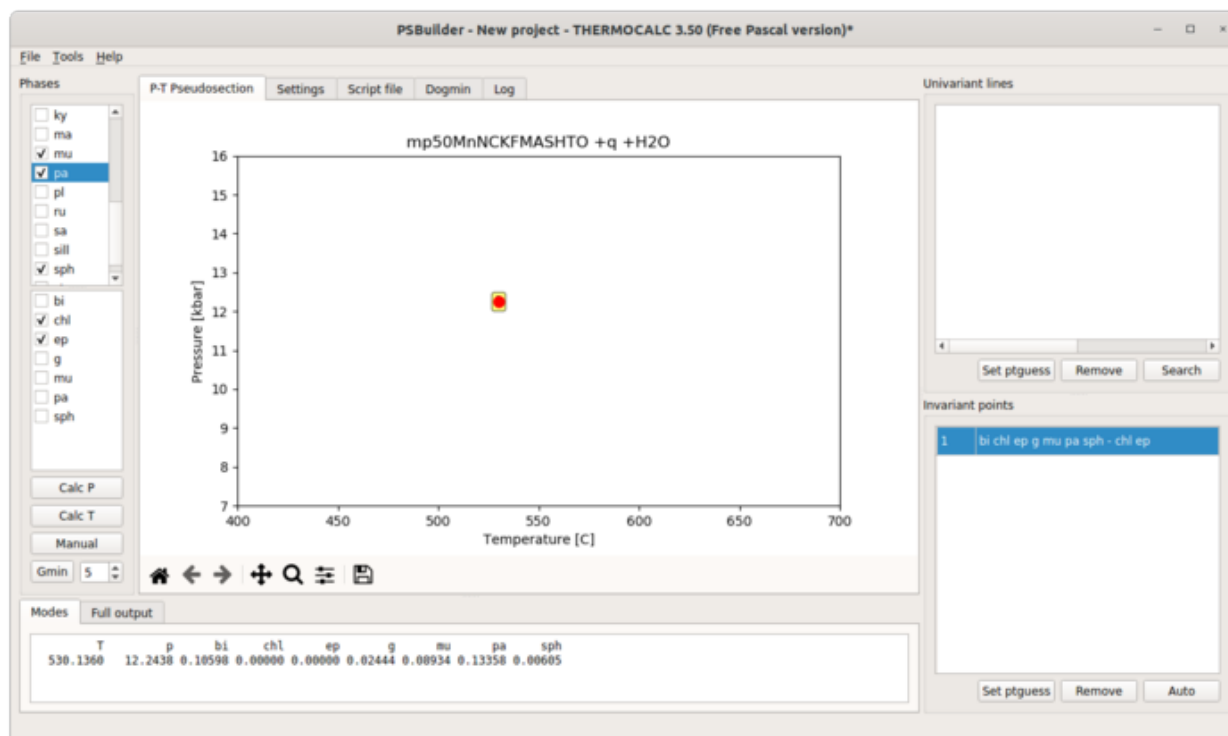 PSBuilder - New project - THERMOCALC 3.50 (Free Pascal version)*
File Tools Help
Phases
ky
ma
mu
pa
pl
ru
sa
sill
sph
bi
chl
ep
g
mu
pa
sph
Calc P
Calc T
Manual
Gmin 5
P-T Pseudosection Settings Script file Dogmin Log
mp50MnNCKFMASHTO +q +H2O
16
15
14
13
12
11
10
9
8
7
Pressure [kbar]
400 450 500 550 600 650 700
Temperature [C]
Modes Full output
T p bi chl ep g mu pa sph
530.1360 12.2438 0.10598 0.00000 0.00000 0.02444 0.08934 0.13358 0.00605
Univariant lines
Set ptguess Remove Search
Invariant points
1 bi chl ep g mu pa sph - chl ep
Set ptguess Remove Auto